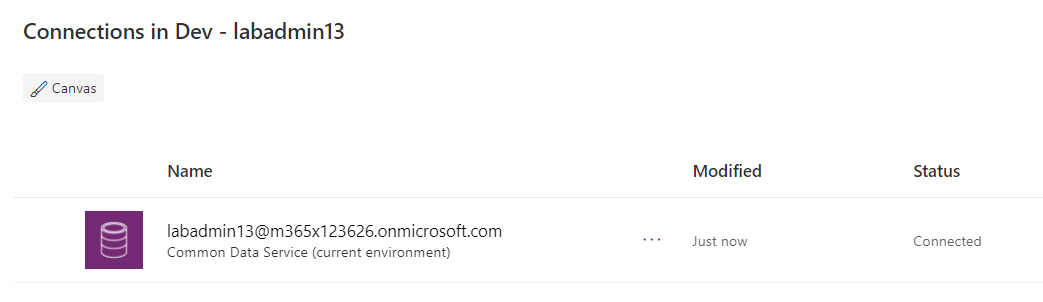 Connections in Dev - labadmin13
Canvas
Name Modified Status
labadmin13@m365x123626.onmicrosoft.com
Common Data Service (current environment)
... Just now Connected